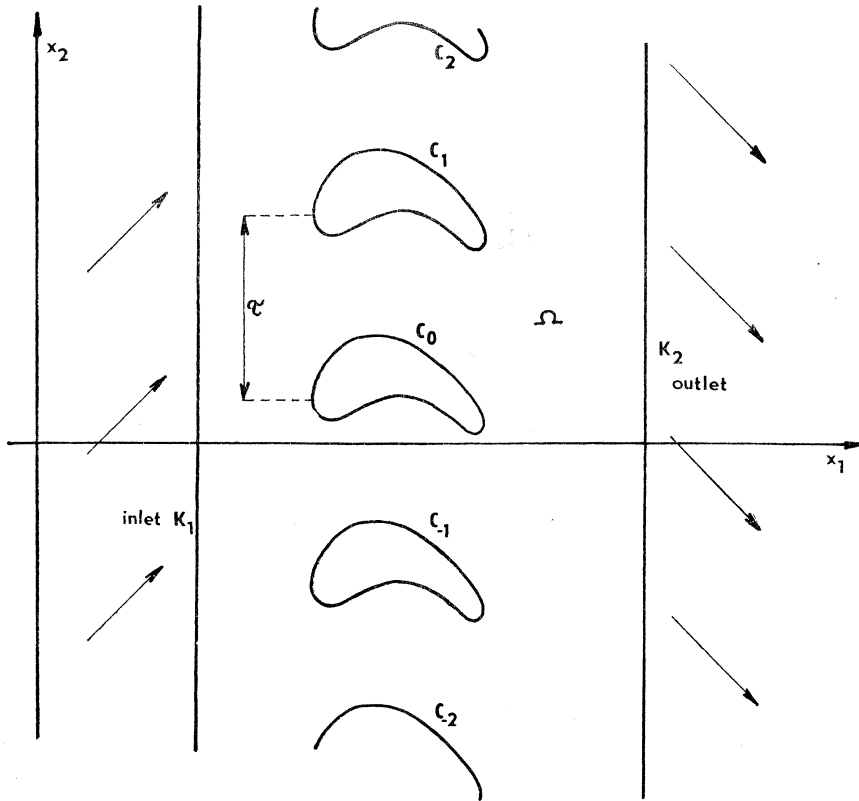 x₂
C₂
C₁
τ
C₀
Ω
K₂
outlet
x₁
inlet K₁
C₋₁
C₋₂